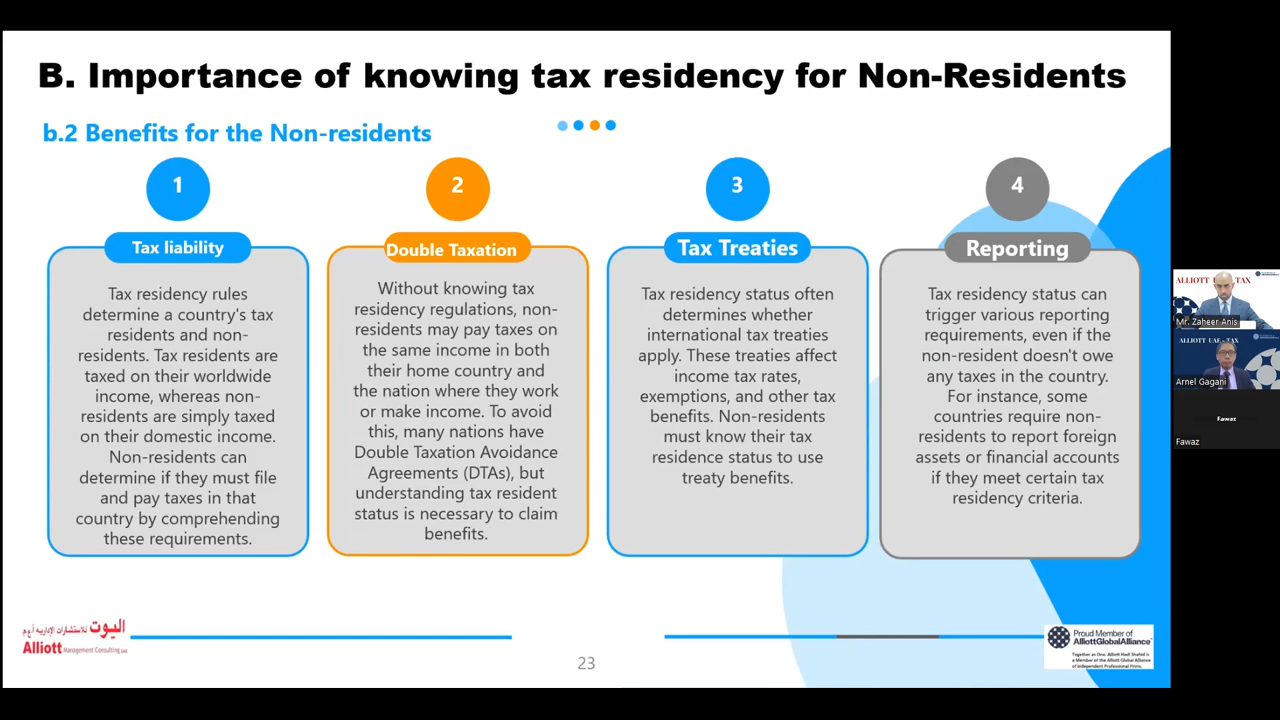 B. Importance of knowing tax residency for Non-Residents
b.2 Benefits for the Non-residents
1
Tax liability
Tax residency rules
determine a country's tax
residents and non-
residents. Tax residents are
taxed on their worldwide
income, whereas non-
residents are simply taxed
on their domestic income.
Non-residents can
determine if they must file
and pay taxes in that
country by comprehending
these requirements.
2
Double Taxation
Without knowing tax
residency regulations, non-
residents may pay taxes on
the same income in both
their home country and
the nation where they work
or make income. To avoid
this, many nations have
Double Taxation Avoidance
Agreements (DTAs), but
understanding tax resident
status is necessary to claim
benefits.
3
Tax Treaties
Tax residency status often
determines whether
international tax treaties
apply. These treaties affect
income tax rates,
exemptions, and other tax
benefits. Non-residents
must know their tax
residence status to use
treaty benefits.
4
Reporting
Tax residency status can
trigger various reporting
requirements, even if the
non-resident doesn't owe
any taxes in the country.
For instance, some
countries require non-
residents to report foreign
assets or financial accounts
if they meet certain tax
residency criteria.
اليوت للاستشارات الإدارية
Alliott Management Consulting
23
Proud Member of
AlliottGlobalAlliance
Together as One. Alliott Hadi Shahid is
a Member of the Alliott Global Alliance
of Independent Professional Firms.
ALLIOTT TAX
Mr. Zaheer Anis
ALLIOTT UAE - TAX
Arnel Gagani
Fawaz
Fawaz